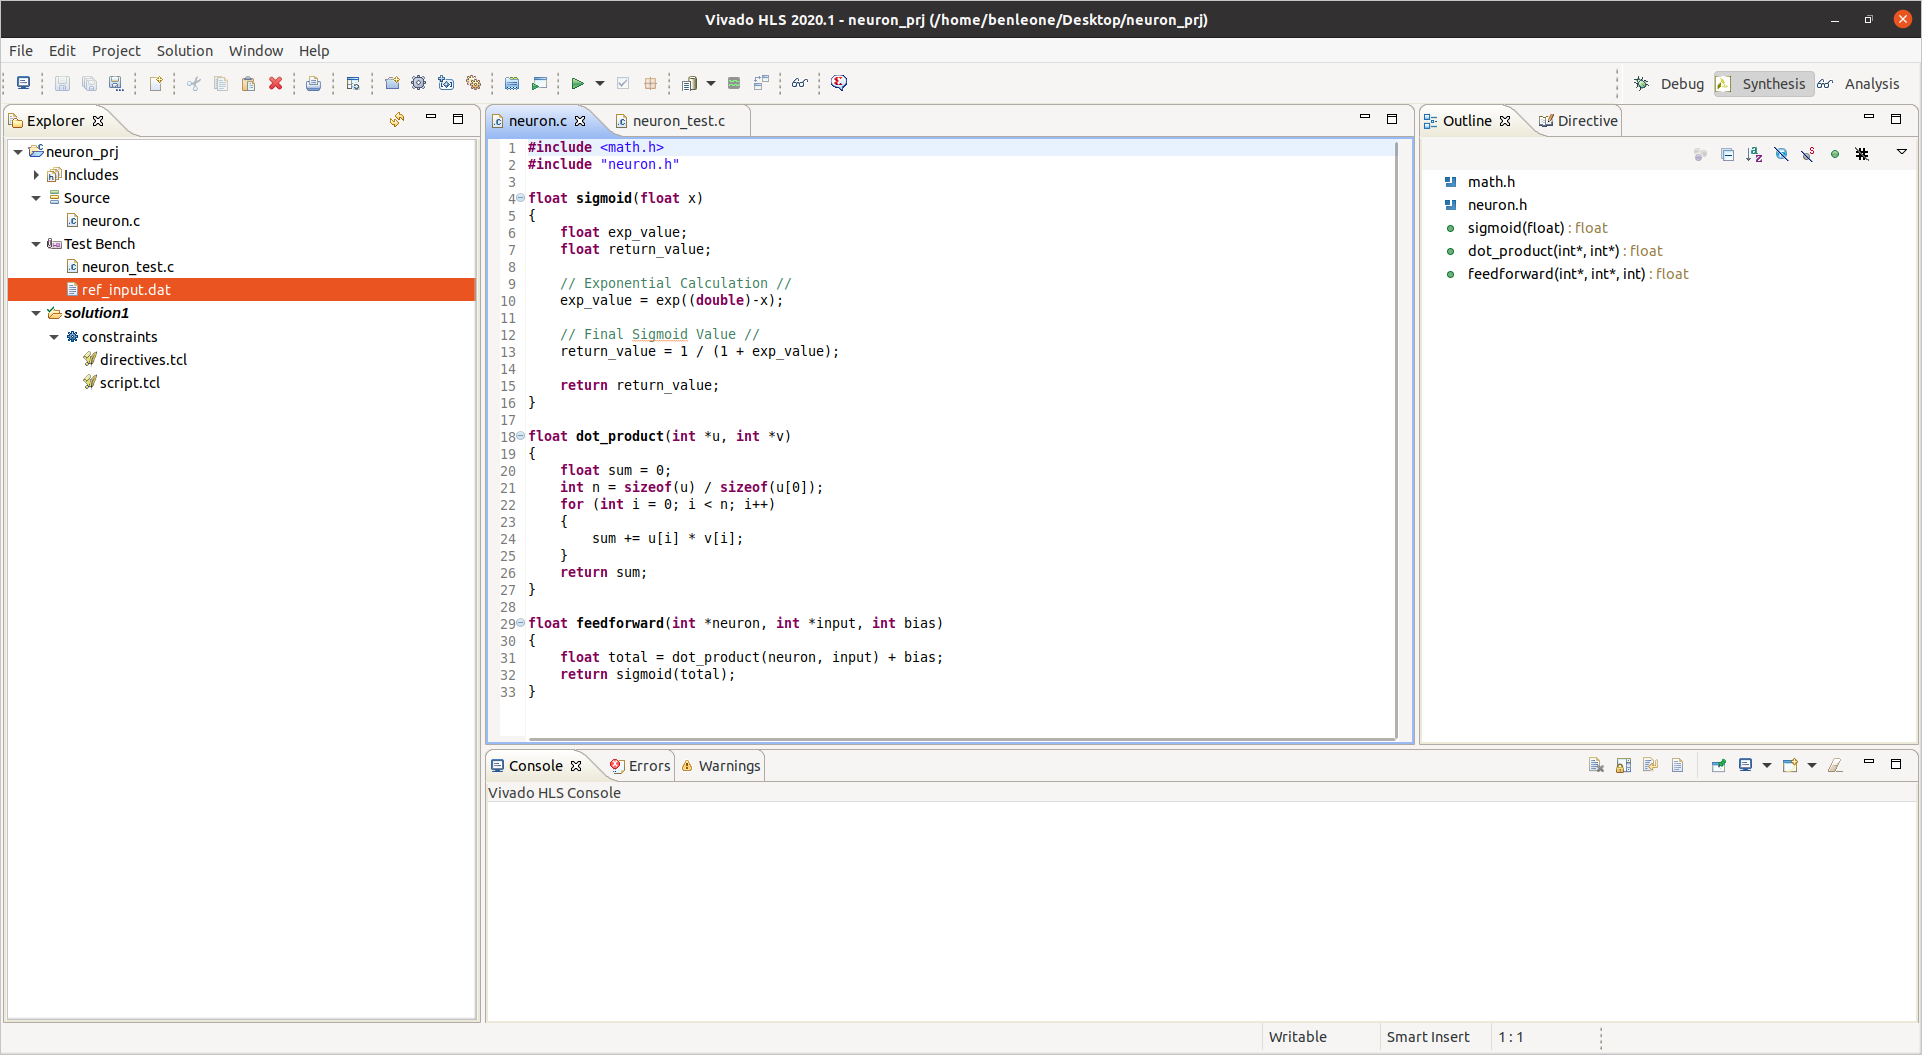 Vivado HLS 2020.1 - neuron_prj (/home/benleone/Desktop/neuron_prj)
File Edit Project Solution Window Help
Debug Synthesis Analysis
Explorer
neuron_prj
Includes
Source
neuron.c
Test Bench
neuron_test.c
ref_input.dat
solution1
constraints
directives.tcl
script.tcl
neuron.c neuron_test.c
1 #include <math.h>
2 #include "neuron.h"
3
4 float sigmoid(float x)
5 {
6 float exp_value;
7 float return_value;
8
9 // Exponential Calculation //
10 exp_value = exp((double)-x);
11
12 // Final Sigmoid Value //
13 return_value = 1 / (1 + exp_value);
14
15 return return_value;
16 }
17
18 float dot_product(int *u, int *v)
19 {
20 float sum = 0;
21 int n = sizeof(u) / sizeof(u[0]);
22 for (int i = 0; i < n; i++)
23 {
24 sum += u[i] * v[i];
25 }
26 return sum;
27 }
28
29 float feedforward(int *neuron, int *input, int bias)
30 {
31 float total = dot_product(neuron, input) + bias;
32 return sigmoid(total);
33 }
Outline Directive
math.h
neuron.h
sigmoid(float) : float
dot_product(int*, int*) : float
feedforward(int*, int*, int) : float
Console Errors Warnings
Vivado HLS Console
Writable Smart Insert 1 : 1